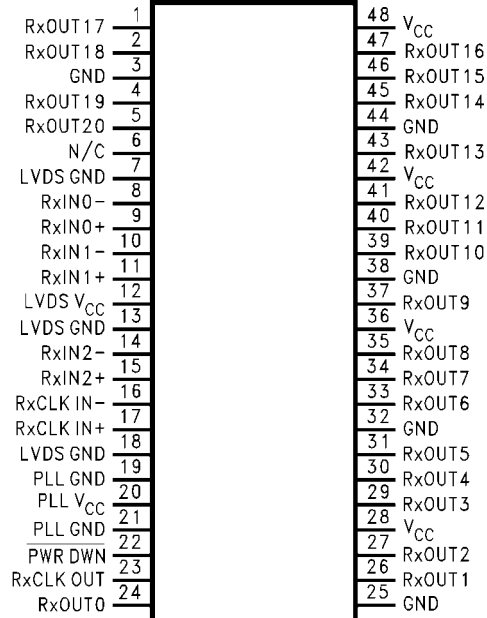 RxOUT17 1
RxOUT18 2
GND 3
RxOUT19 4
RxOUT20 5
N/C 6
LVDS GND 7
RxIN0− 8
RxIN0+ 9
RxIN1− 10
RxIN1+ 11
LVDS VCC 12
LVDS GND 13
RxIN2− 14
RxIN2+ 15
RxCLK IN− 16
RxCLK IN+ 17
LVDS GND 18
PLL GND 19
PLL VCC 20
PLL GND 21
PWR DWN 22
RxCLK OUT 23
RxOUT0 24
48 VCC
47 RxOUT16
46 RxOUT15
45 RxOUT14
44 GND
43 RxOUT13
42 VCC
41 RxOUT12
40 RxOUT11
39 RxOUT10
38 GND
37 RxOUT9
36 VCC
35 RxOUT8
34 RxOUT7
33 RxOUT6
32 GND
31 RxOUT5
30 RxOUT4
29 RxOUT3
28 VCC
27 RxOUT2
26 RxOUT1
25 GND